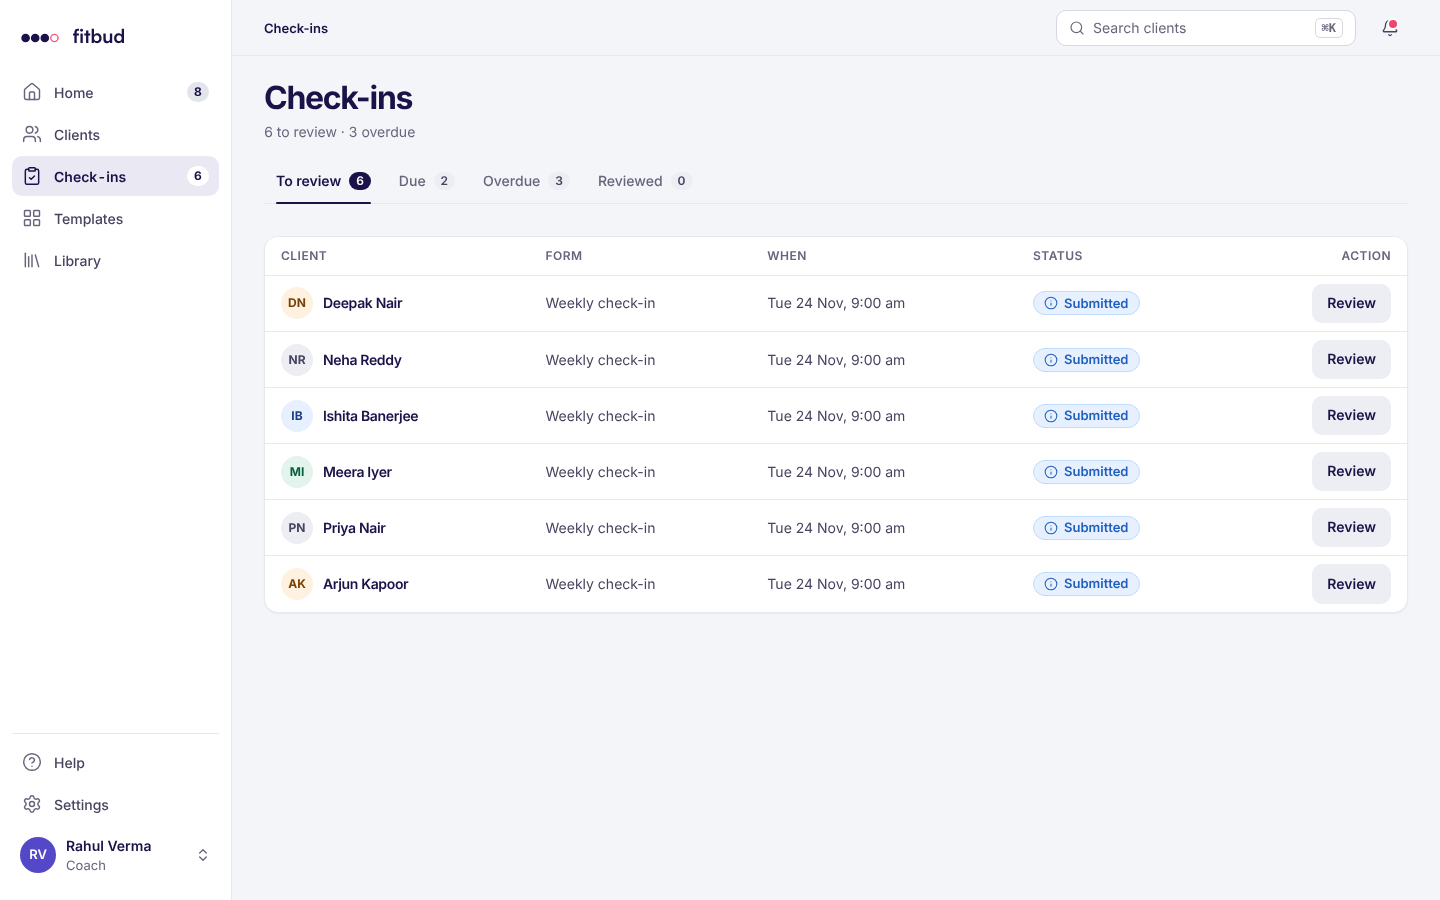 fitbud
Home 8
Clients
Check-ins 6
Templates
Library
Help
Settings
RV Rahul Verma
Coach
Check-ins
Search clients ⌘K
Check-ins
6 to review · 3 overdue
To review 6 Due 2 Overdue 3 Reviewed 0
CLIENT FORM WHEN STATUS ACTION
DN Deepak Nair Weekly check-in Tue 24 Nov, 9:00 am Submitted Review
NR Neha Reddy Weekly check-in Tue 24 Nov, 9:00 am Submitted Review
IB Ishita Banerjee Weekly check-in Tue 24 Nov, 9:00 am Submitted Review
MI Meera Iyer Weekly check-in Tue 24 Nov, 9:00 am Submitted Review
PN Priya Nair Weekly check-in Tue 24 Nov, 9:00 am Submitted Review
AK Arjun Kapoor Weekly check-in Tue 24 Nov, 9:00 am Submitted Review